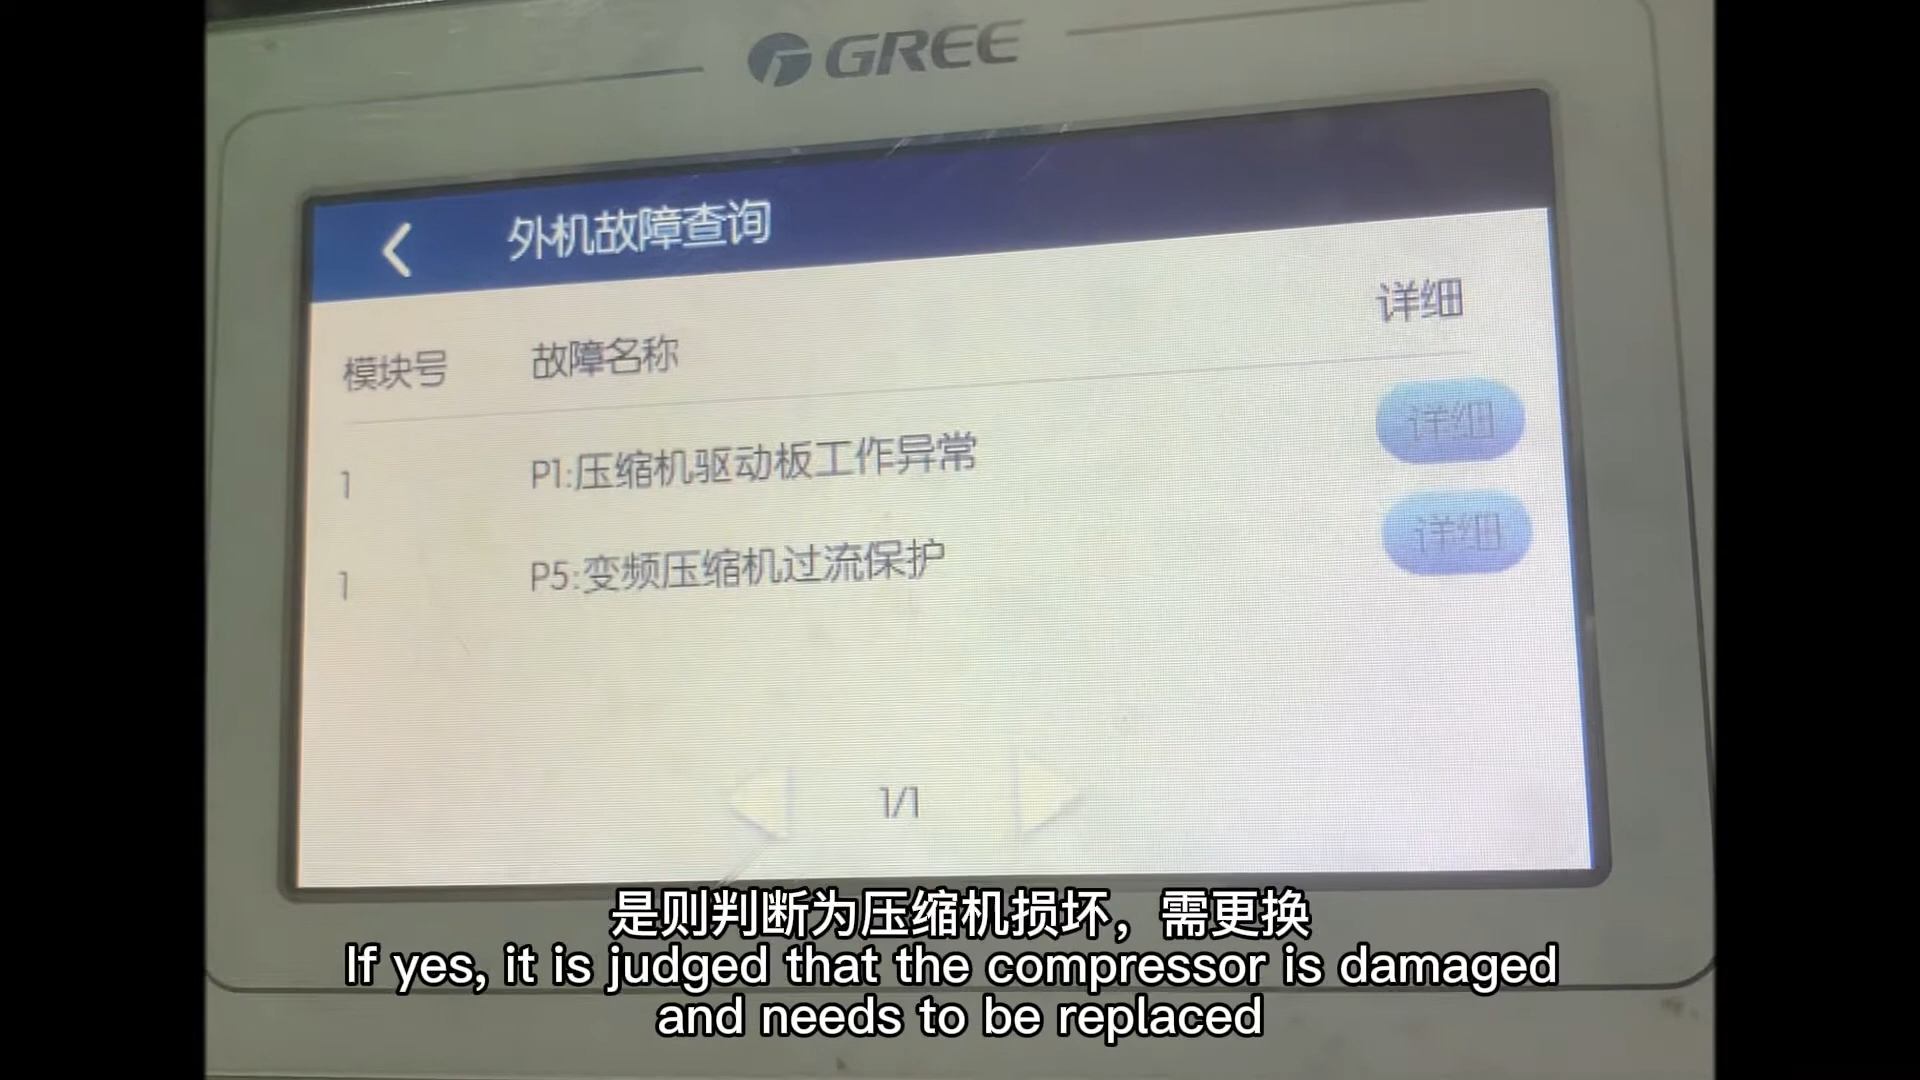 GREE
外机故障查询
模块号 故障名称 详细
1 P1:压缩机驱动板工作异常 详细
1 P5:变频压缩机过流保护 详细
1/1
是则判断为压缩机损坏，需更换
If yes, it is judged that the compressor is damaged
and needs to be replaced